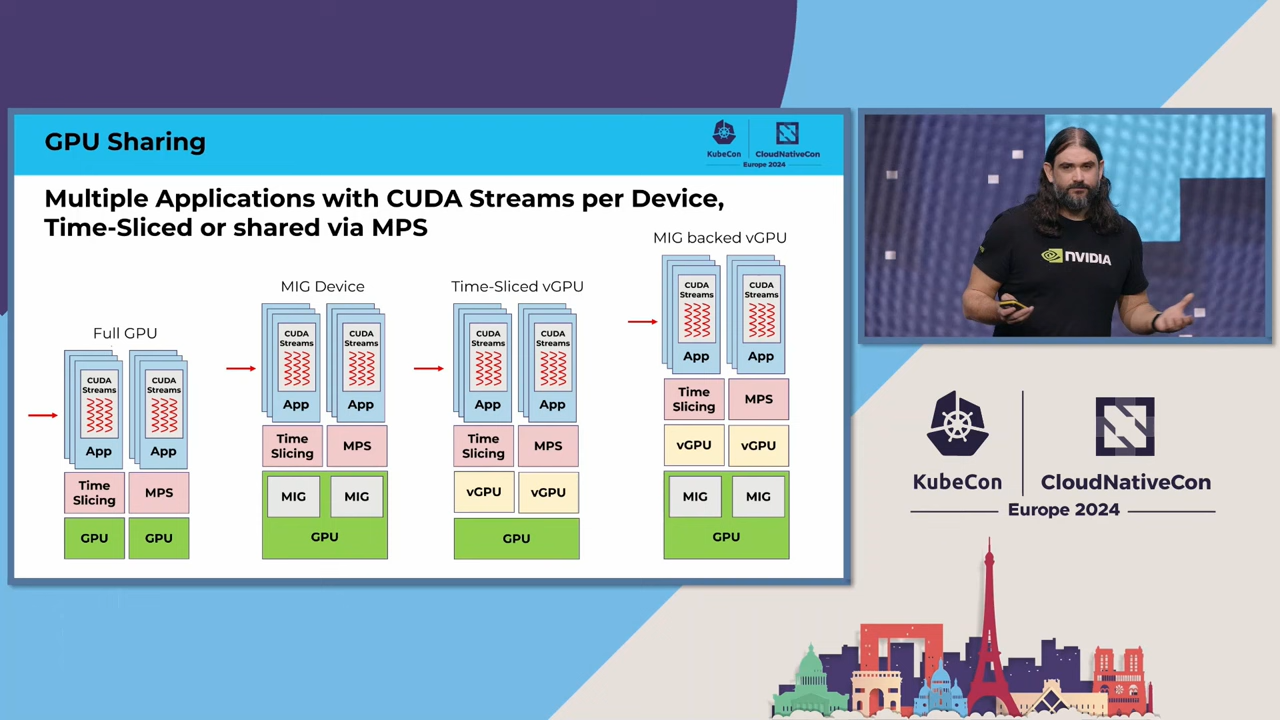 GPU Sharing
KubeCon
CloudNativeCon
Europe 2024
Multiple Applications with CUDA Streams per Device,
Time-Sliced or shared via MPS
Full GPU
CUDA
Streams
App
CUDA
Streams
App
Time
Slicing
MPS
GPU
GPU
MIG Device
CUDA
Streams
App
CUDA
Streams
App
Time
Slicing
MPS
MIG
MIG
GPU
Time-Sliced vGPU
CUDA
Streams
App
CUDA
Streams
App
Time
Slicing
MPS
vGPU
vGPU
GPU
MIG backed vGPU
CUDA
Streams
App
CUDA
Streams
App
Time
Slicing
MPS
vGPU
vGPU
MIG
MIG
GPU
NVIDIA
KubeCon
CloudNativeCon
Europe 2024